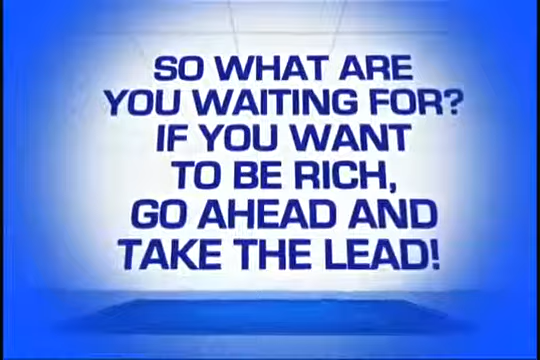 SO WHAT ARE
YOU WAITING FOR?
IF YOU WANT
TO BE RICH,
GO AHEAD AND
TAKE THE LEAD!